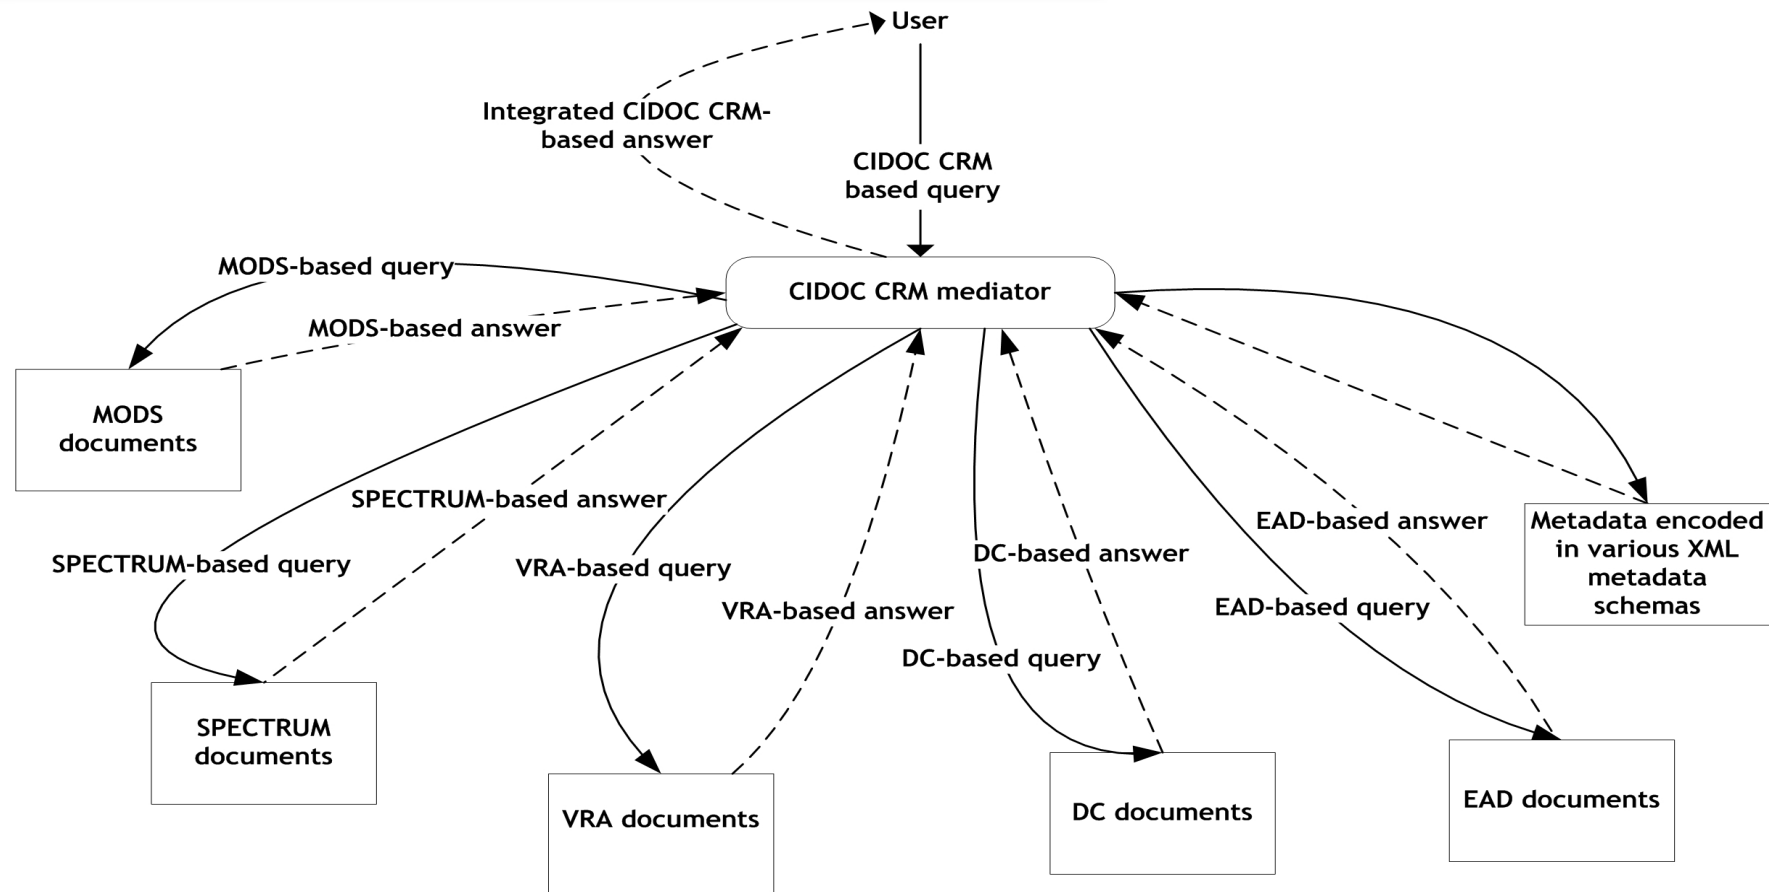 User
Integrated CIDOC CRM-
based answer
CIDOC CRM
based query
MODS-based query
CIDOC CRM mediator
MODS-based answer
MODS
documents
SPECTRUM-based answer
EAD-based answer
Metadata encoded
in various XML
metadata
schemas
SPECTRUM-based query
VRA-based query
DC-based answer
VRA-based answer
EAD-based query
DC-based query
SPECTRUM
documents
VRA documents
DC documents
EAD documents